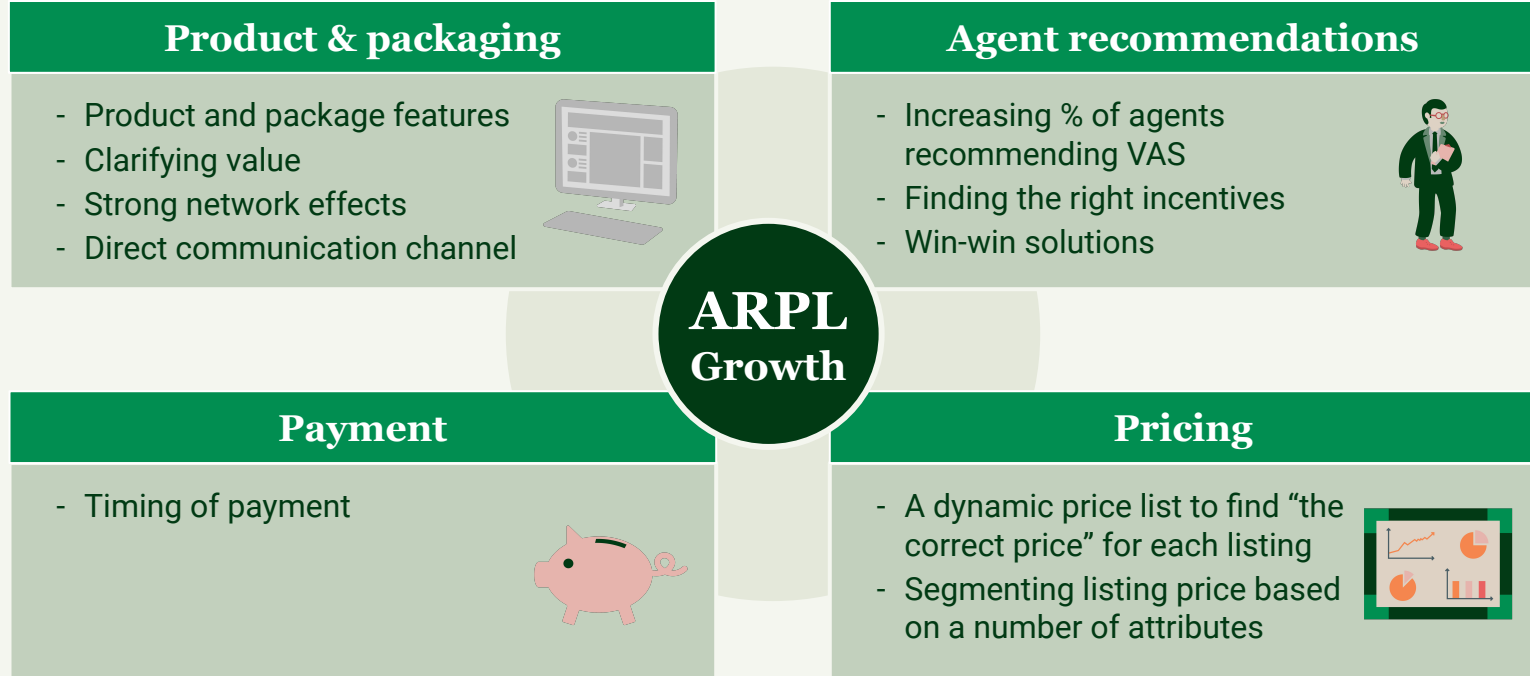 Product & packaging
- Product and package features
- Clarifying value
- Strong network effects
- Direct communication channel
Agent recommendations
- Increasing % of agents
recommending VAS
- Finding the right incentives
- Win-win solutions
ARPL
Growth
Payment
- Timing of payment
Pricing
- A dynamic price list to find “the
correct price” for each listing
- Segmenting listing price based
on a number of attributes